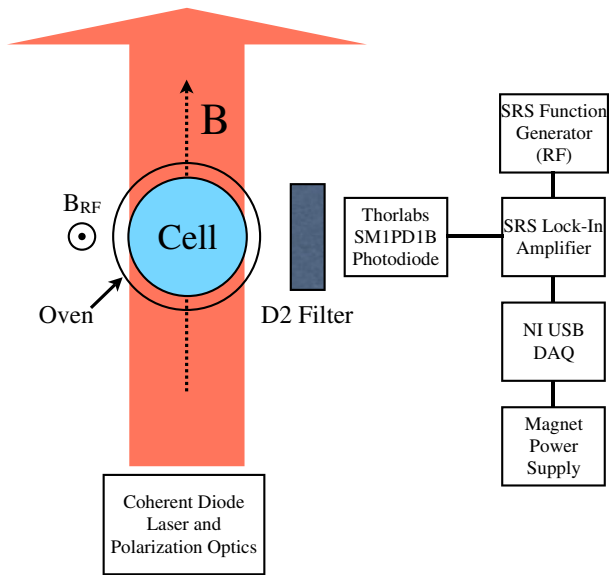 B
BRF
Cell
Oven
D2 Filter
Coherent Diode
Laser and
Polarization Optics
Thorlabs
SM1PD1B
Photodiode
SRS Function
Generator
(RF)
SRS Lock-In
Amplifier
NI USB
DAQ
Magnet
Power
Supply